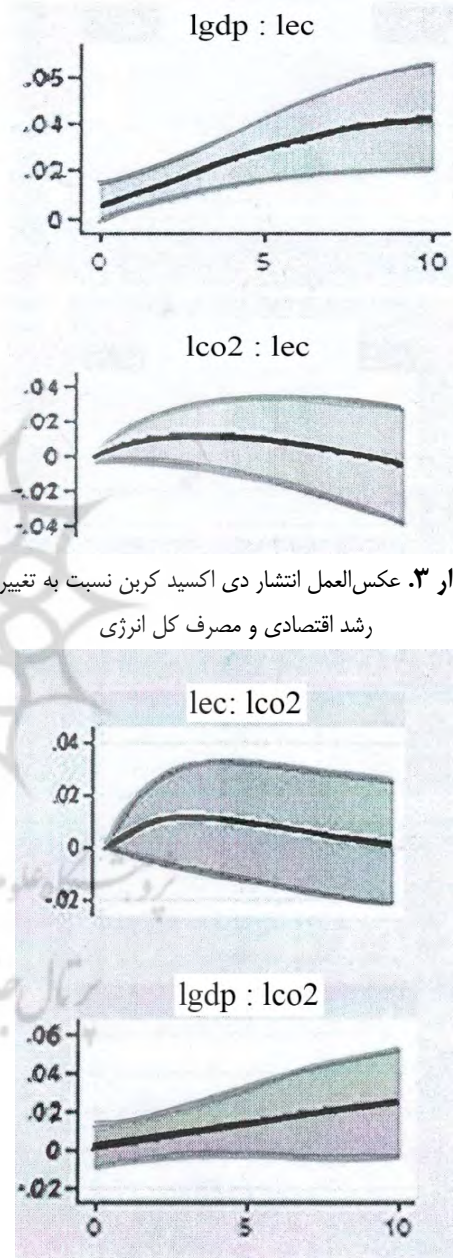 lgdp : lec
.05
.04
.02
0
0 5 10
lco2 : lec
.04
.02
0
-.02
-.04
ار ۳. عکس‌العمل انتشار دی اکسید کربن نسبت به تغییر
رشد اقتصادی و مصرف کل انرژی
lec: lco2
.04
.02
0
-.02
lgdp : lco2
.06
.04
.02
0
-.02
0 5 10